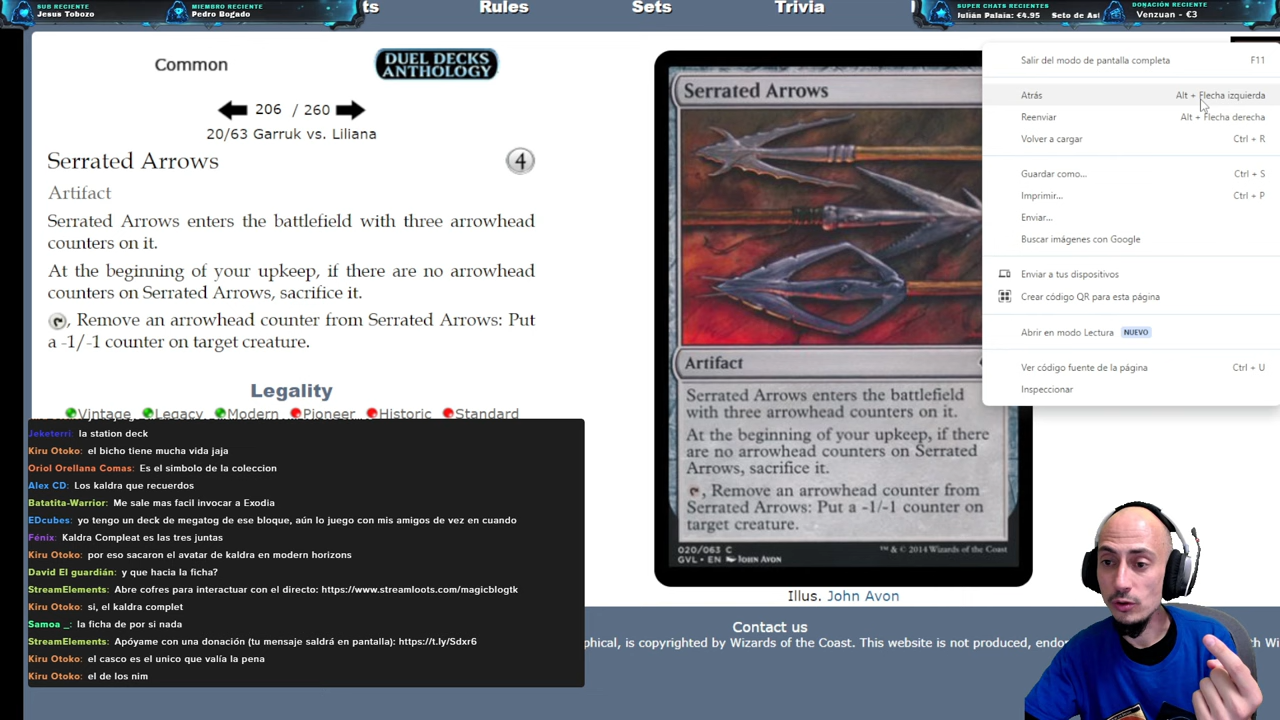 SUB RECIENTE
Jesus Tobozo
MIEMBRO RECIENTE
Pedro Bogado
ts
Rules
Sets
Trivia
SUPER CHATS RECIENTES
Julián Palaia: €4.95 Seto de Asl
DONACIÓN RECIENTE
Venzuan - €3
Common
DUEL DECKS
ANTHOLOGY
206 / 260
20/63 Garruk vs. Liliana
Serrated Arrows
4
Artifact
Serrated Arrows enters the battlefield with three arrowhead
counters on it.
At the beginning of your upkeep, if there are no arrowhead
counters on Serrated Arrows, sacrifice it.
, Remove an arrowhead counter from Serrated Arrows: Put
a -1/-1 counter on target creature.
Legality
Vintage Legacy Modern Pioneer Historic Standard
Jeketerri: la station deck
Kiru Otoko: el bicho tiene mucha vida jaja
Oriol Orellana Comas: Es el simbolo de la coleccion
Alex CD: Los kaldra que recuerdos
Batatita-Warrior: Me sale mas facil invocar a Exodia
EDcubes: yo tengo un deck de megatog de ese bloque, aún lo juego con mis amigos de vez en cuando
Fénix: Kaldra Compleat es las tres juntas
Kiru Otoko: por eso sacaron el avatar de kaldra en modern horizons
David El guardián: y que hacia la ficha?
StreamElements: Abre cofres para interactuar con el directo: https://www.streamloots.com/magicblogtk
Kiru Otoko: si, el kaldra complet
Samoa _: la ficha de por si nada
StreamElements: Apóyame con una donación (tu mensaje saldrá en pantalla): https://t.ly/Sdxr6
Kiru Otoko: el casco es el unico que valía la pena
Kiru Otoko: el de los nim
Serrated Arrows
Artifact
Serrated Arrows enters the battlefield
with three arrowhead counters on it.
At the beginning of your upkeep, if there
are no arrowhead counters on Serrated
Arrows, sacrifice it.
, Remove an arrowhead counter from
Serrated Arrows: Put a -1/-1 counter on
target creature.
020/063 C
GVL • EN JOHN AVON
™ & © 2014 Wizards of the Coast
Illus. John Avon
Contact us
phical, is copyrighted by Wizards of the Coast. This website is not produced, endo
th Wi
Salir del modo de pantalla completa F11
Atrás Alt + Flecha izquierda
Reenviar Alt + Flecha derecha
Volver a cargar Ctrl + R
Guardar como... Ctrl + S
Imprimir... Ctrl + P
Enviar...
Buscar imágenes con Google
Enviar a tus dispositivos
Crear código QR para esta página
Abrir en modo Lectura NUEVO
Ver código fuente de la página Ctrl + U
Inspeccionar